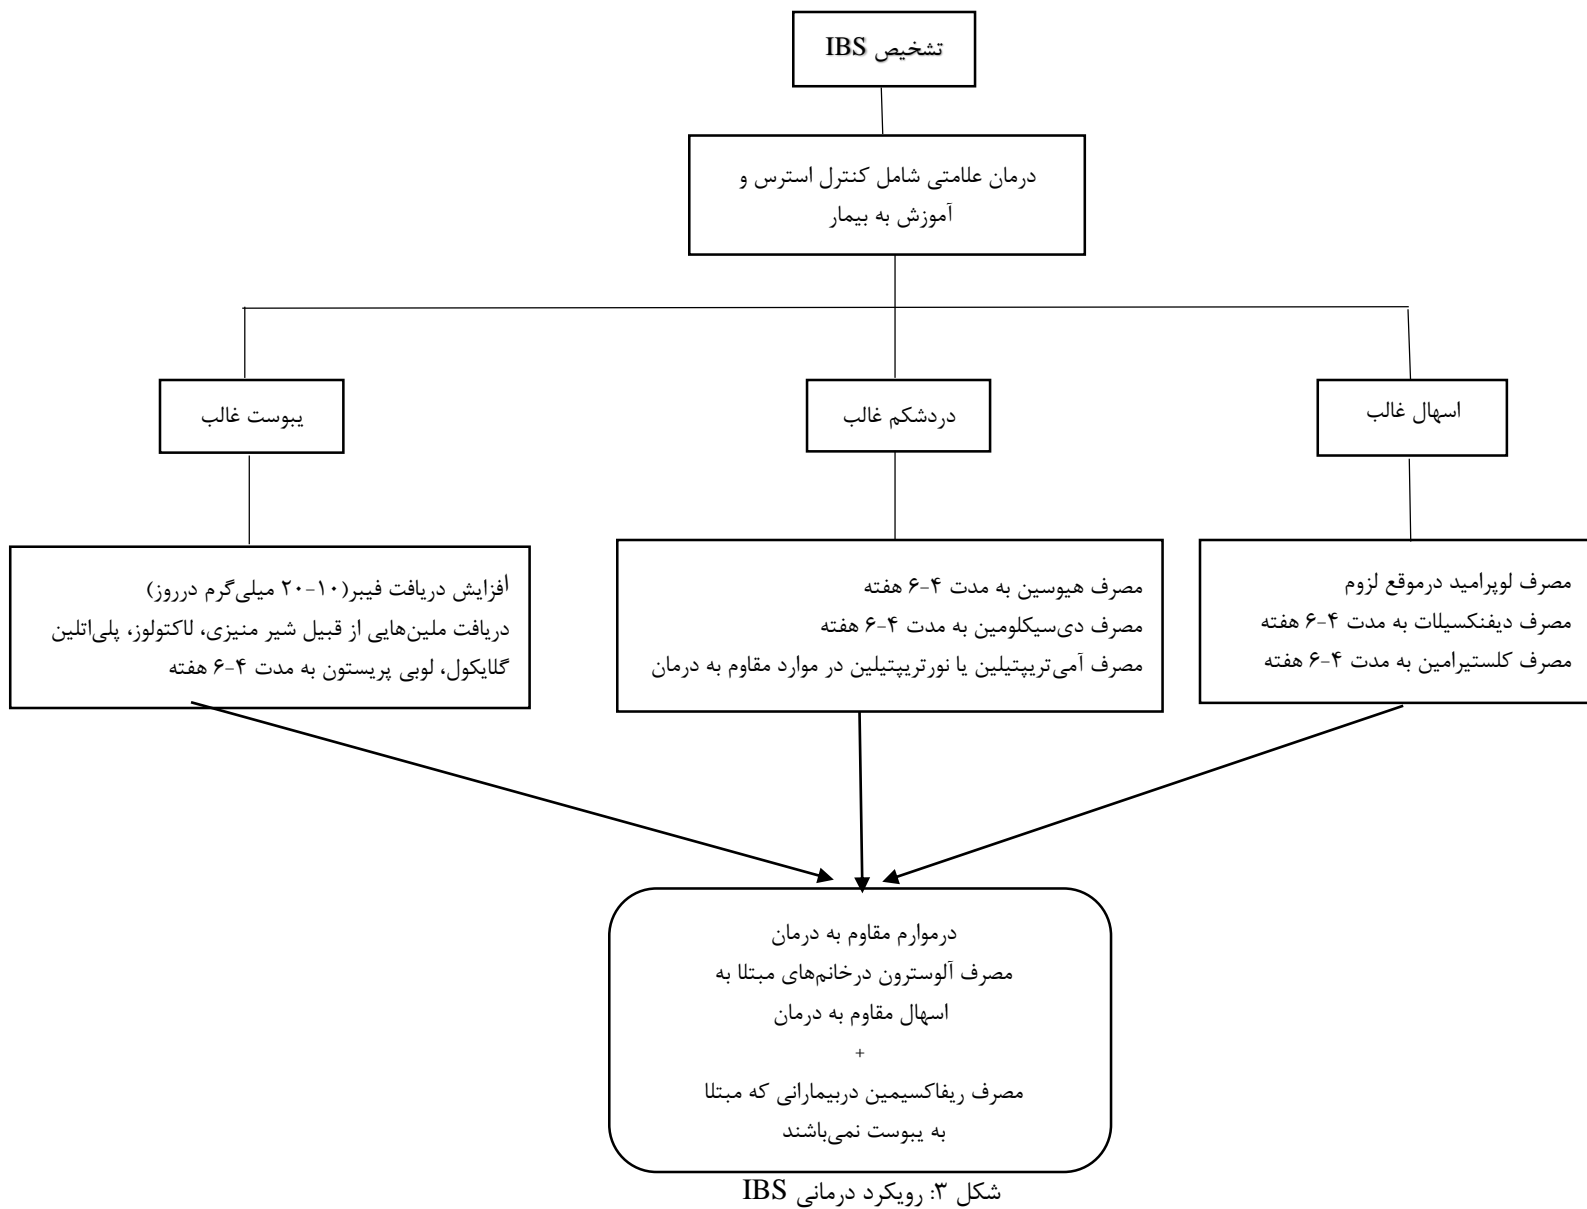 تشخیص IBS
درمان علامتی شامل کنترل استرس و
آموزش به بیمار
اسهال غالب
دردشکم غالب
یبوست غالب
مصرف لوپرامید درموقع لزوم
مصرف دیفنکسیلات به مدت ۴-۶ هفته
مصرف کلستیرامین به مدت ۴-۶ هفته
مصرف هیوسین به مدت ۴-۶ هفته
مصرف دی‌سیکلومین به مدت ۴-۶ هفته
مصرف آمی‌تریپتیلین یا نورتریپتیلین در موارد مقاوم به درمان
افزایش دریافت فیبر(۱۰-۲۰ میلی‌گرم درروز)
دریافت ملین‌هایی از قبیل شیر منیزی، لاکتولوز، پلی‌اتلین
گلایکول، لوبی پریستون به مدت ۴-۶ هفته
درموارم مقاوم به درمان
مصرف آلوسترون درخانم‌های مبتلا به
اسهال مقاوم به درمان
+
مصرف ریفاکسیمین دربیمارانی که مبتلا
به یبوست نمی‌باشند
شکل ۳: رویکرد درمانی IBS